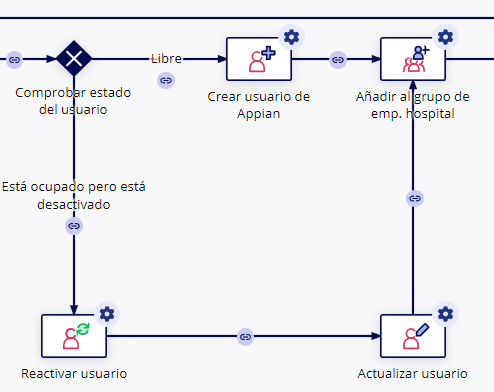 Libre
Comprobar estado
del usuario
Crear usuario de
Appian
Añadir al grupo de
emp. hospital
Está ocupado pero está
desactivado
Reactivar usuario
Actualizar usuario